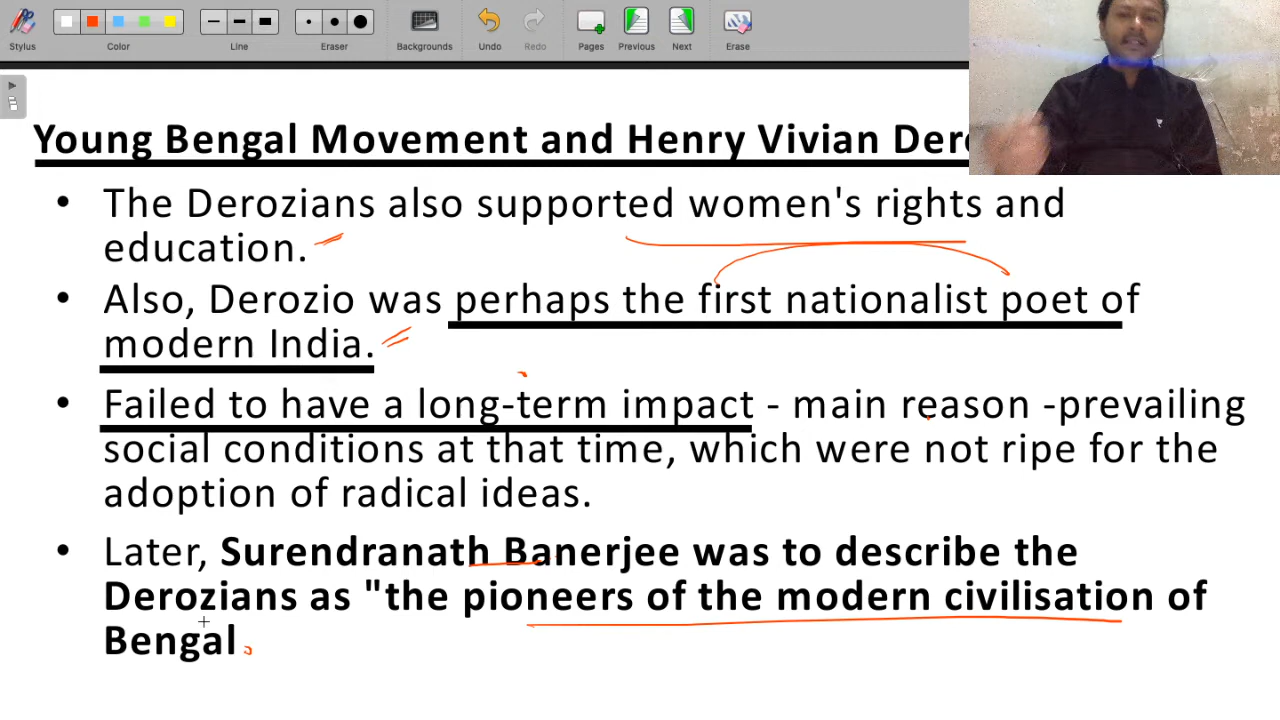 Stylus
Color
Line
Eraser
Backgrounds
Undo
Redo
Pages
Previous
Next
Erase
Young Bengal Movement and Henry Vivian
• The Derozians also supported women's rights and
education.
• Also, Derozio was perhaps the first nationalist poet of
modern India.
• Failed to have a long-term impact - main reason -prevailing
social conditions at that time, which were not ripe for the
adoption of radical ideas.
• Later, Surendranath Banerjee was to describe the
Derozians as "the pioneers of the modern civilisation of
Bengal